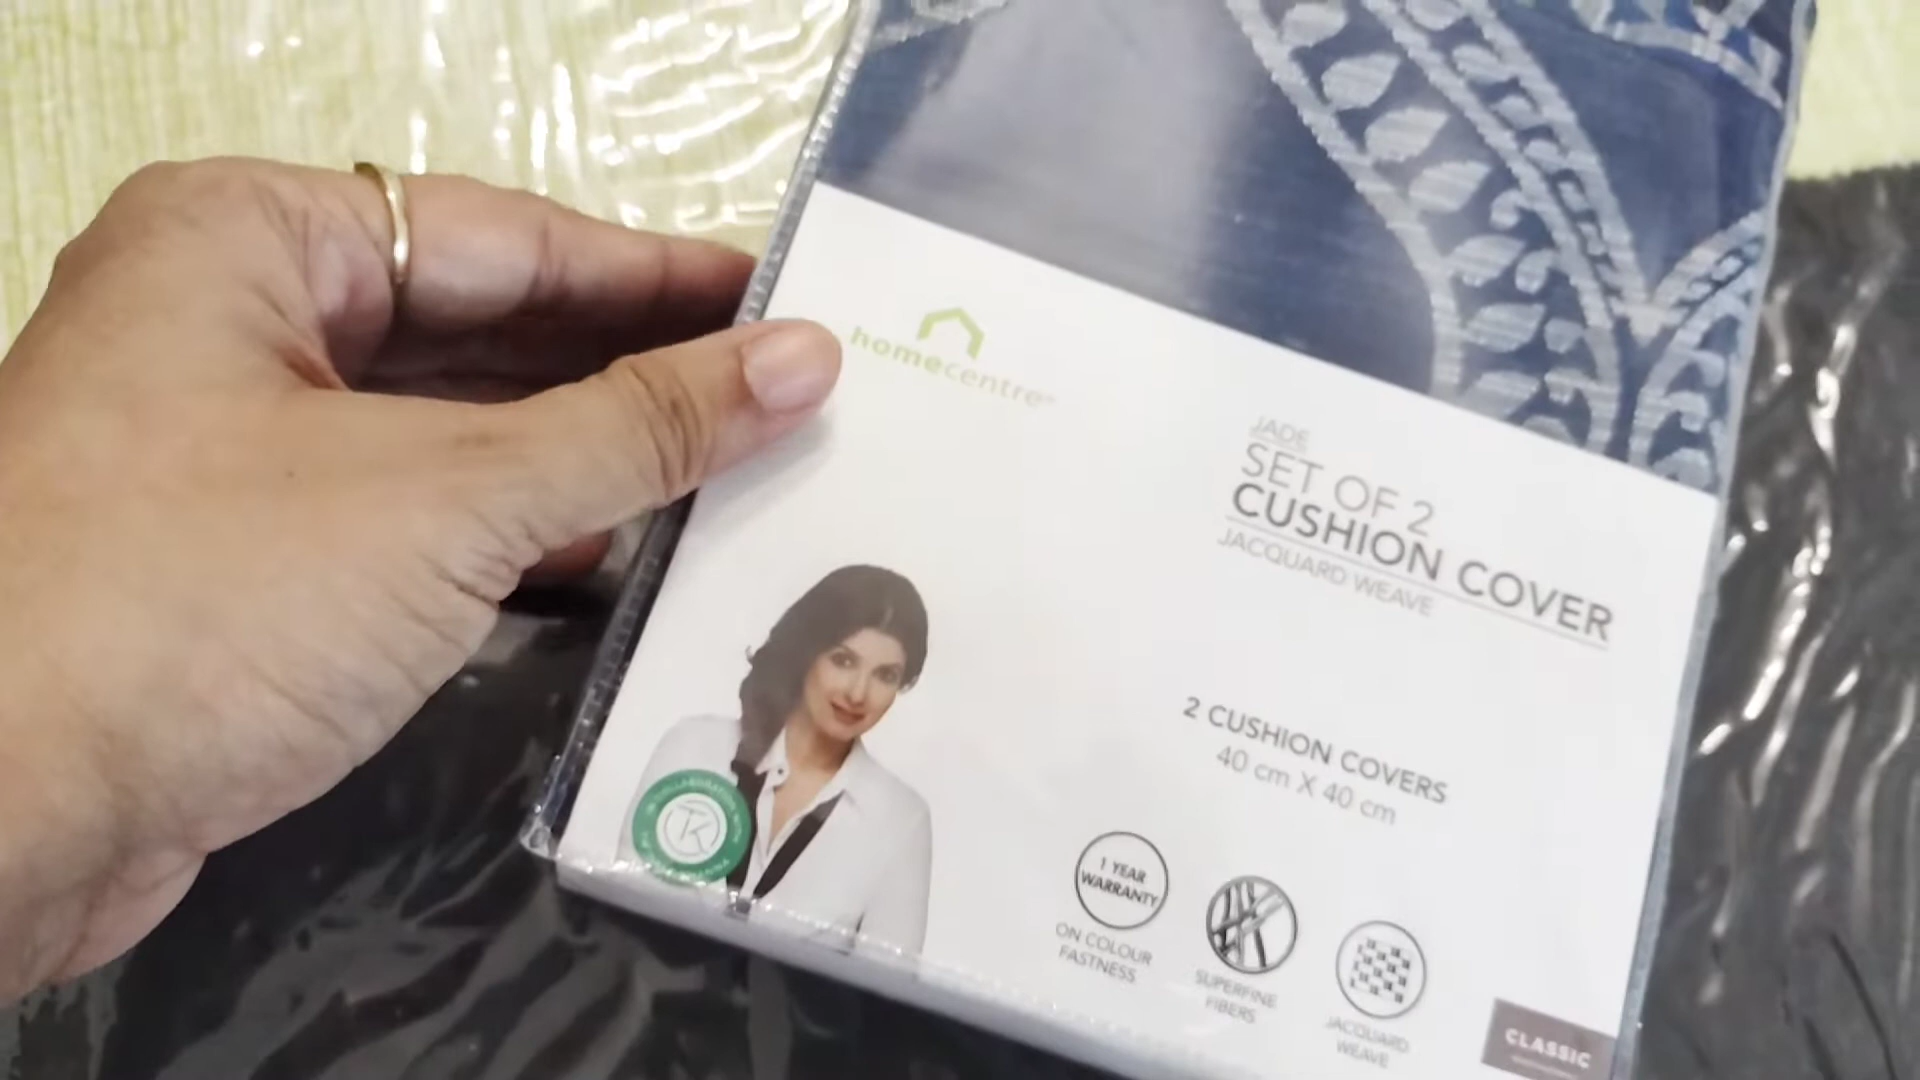 homecentre
JADE
SET OF 2
CUSHION COVER
JACQUARD WEAVE
2 CUSHION COVERS
40 cm X 40 cm
TK
1 YEAR
WARRANTY
ON COLOUR
FASTNESS
SUPERFINE
FIBERS
JACQUARD
WEAVE
CLASSIC